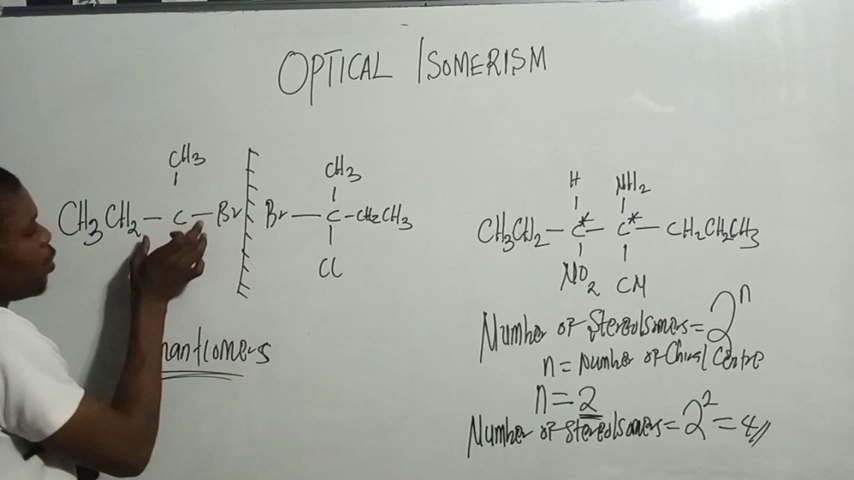 OPTICAL ISOMERISM
CH3
CH3CH2 - C - Br
CH3
Br - C - CH2CH3
Cl
H NH2
CH3CH2 - C* - C* - CH2CH2CH3
NO2 CN
Number of Stereoisomers = 2^n
n = Number of Chiral Centre
n = 2
Number of stereoisomers = 2^2 = 4//